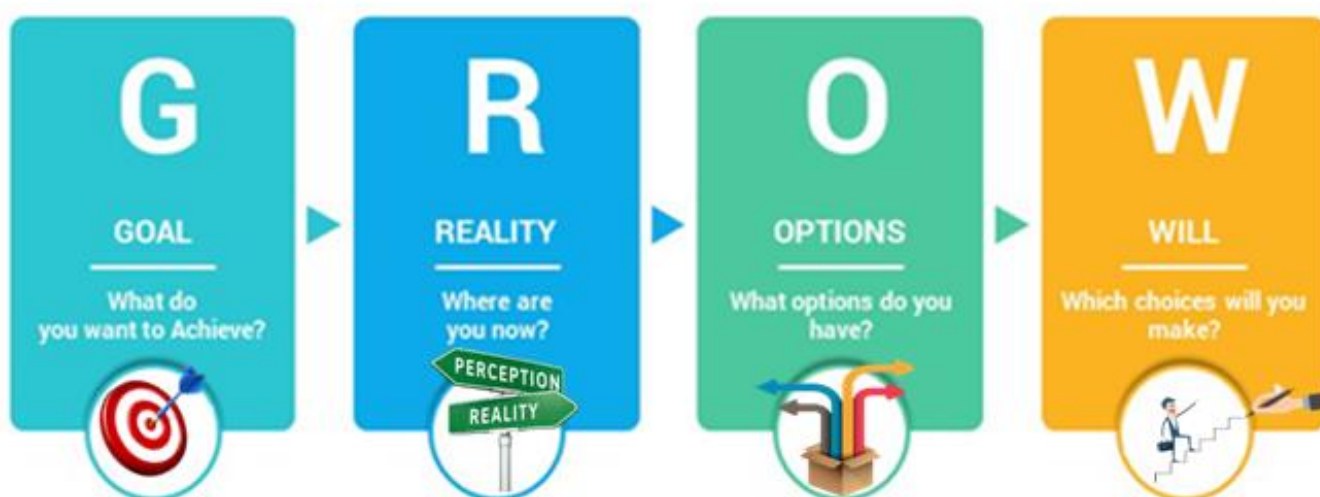 G
GOAL
What do
you want to Achieve?
R
REALITY
Where are
you now?
PERCEPTION
REALITY
O
OPTIONS
What options do you
have?
W
WILL
Which choices will you
make?